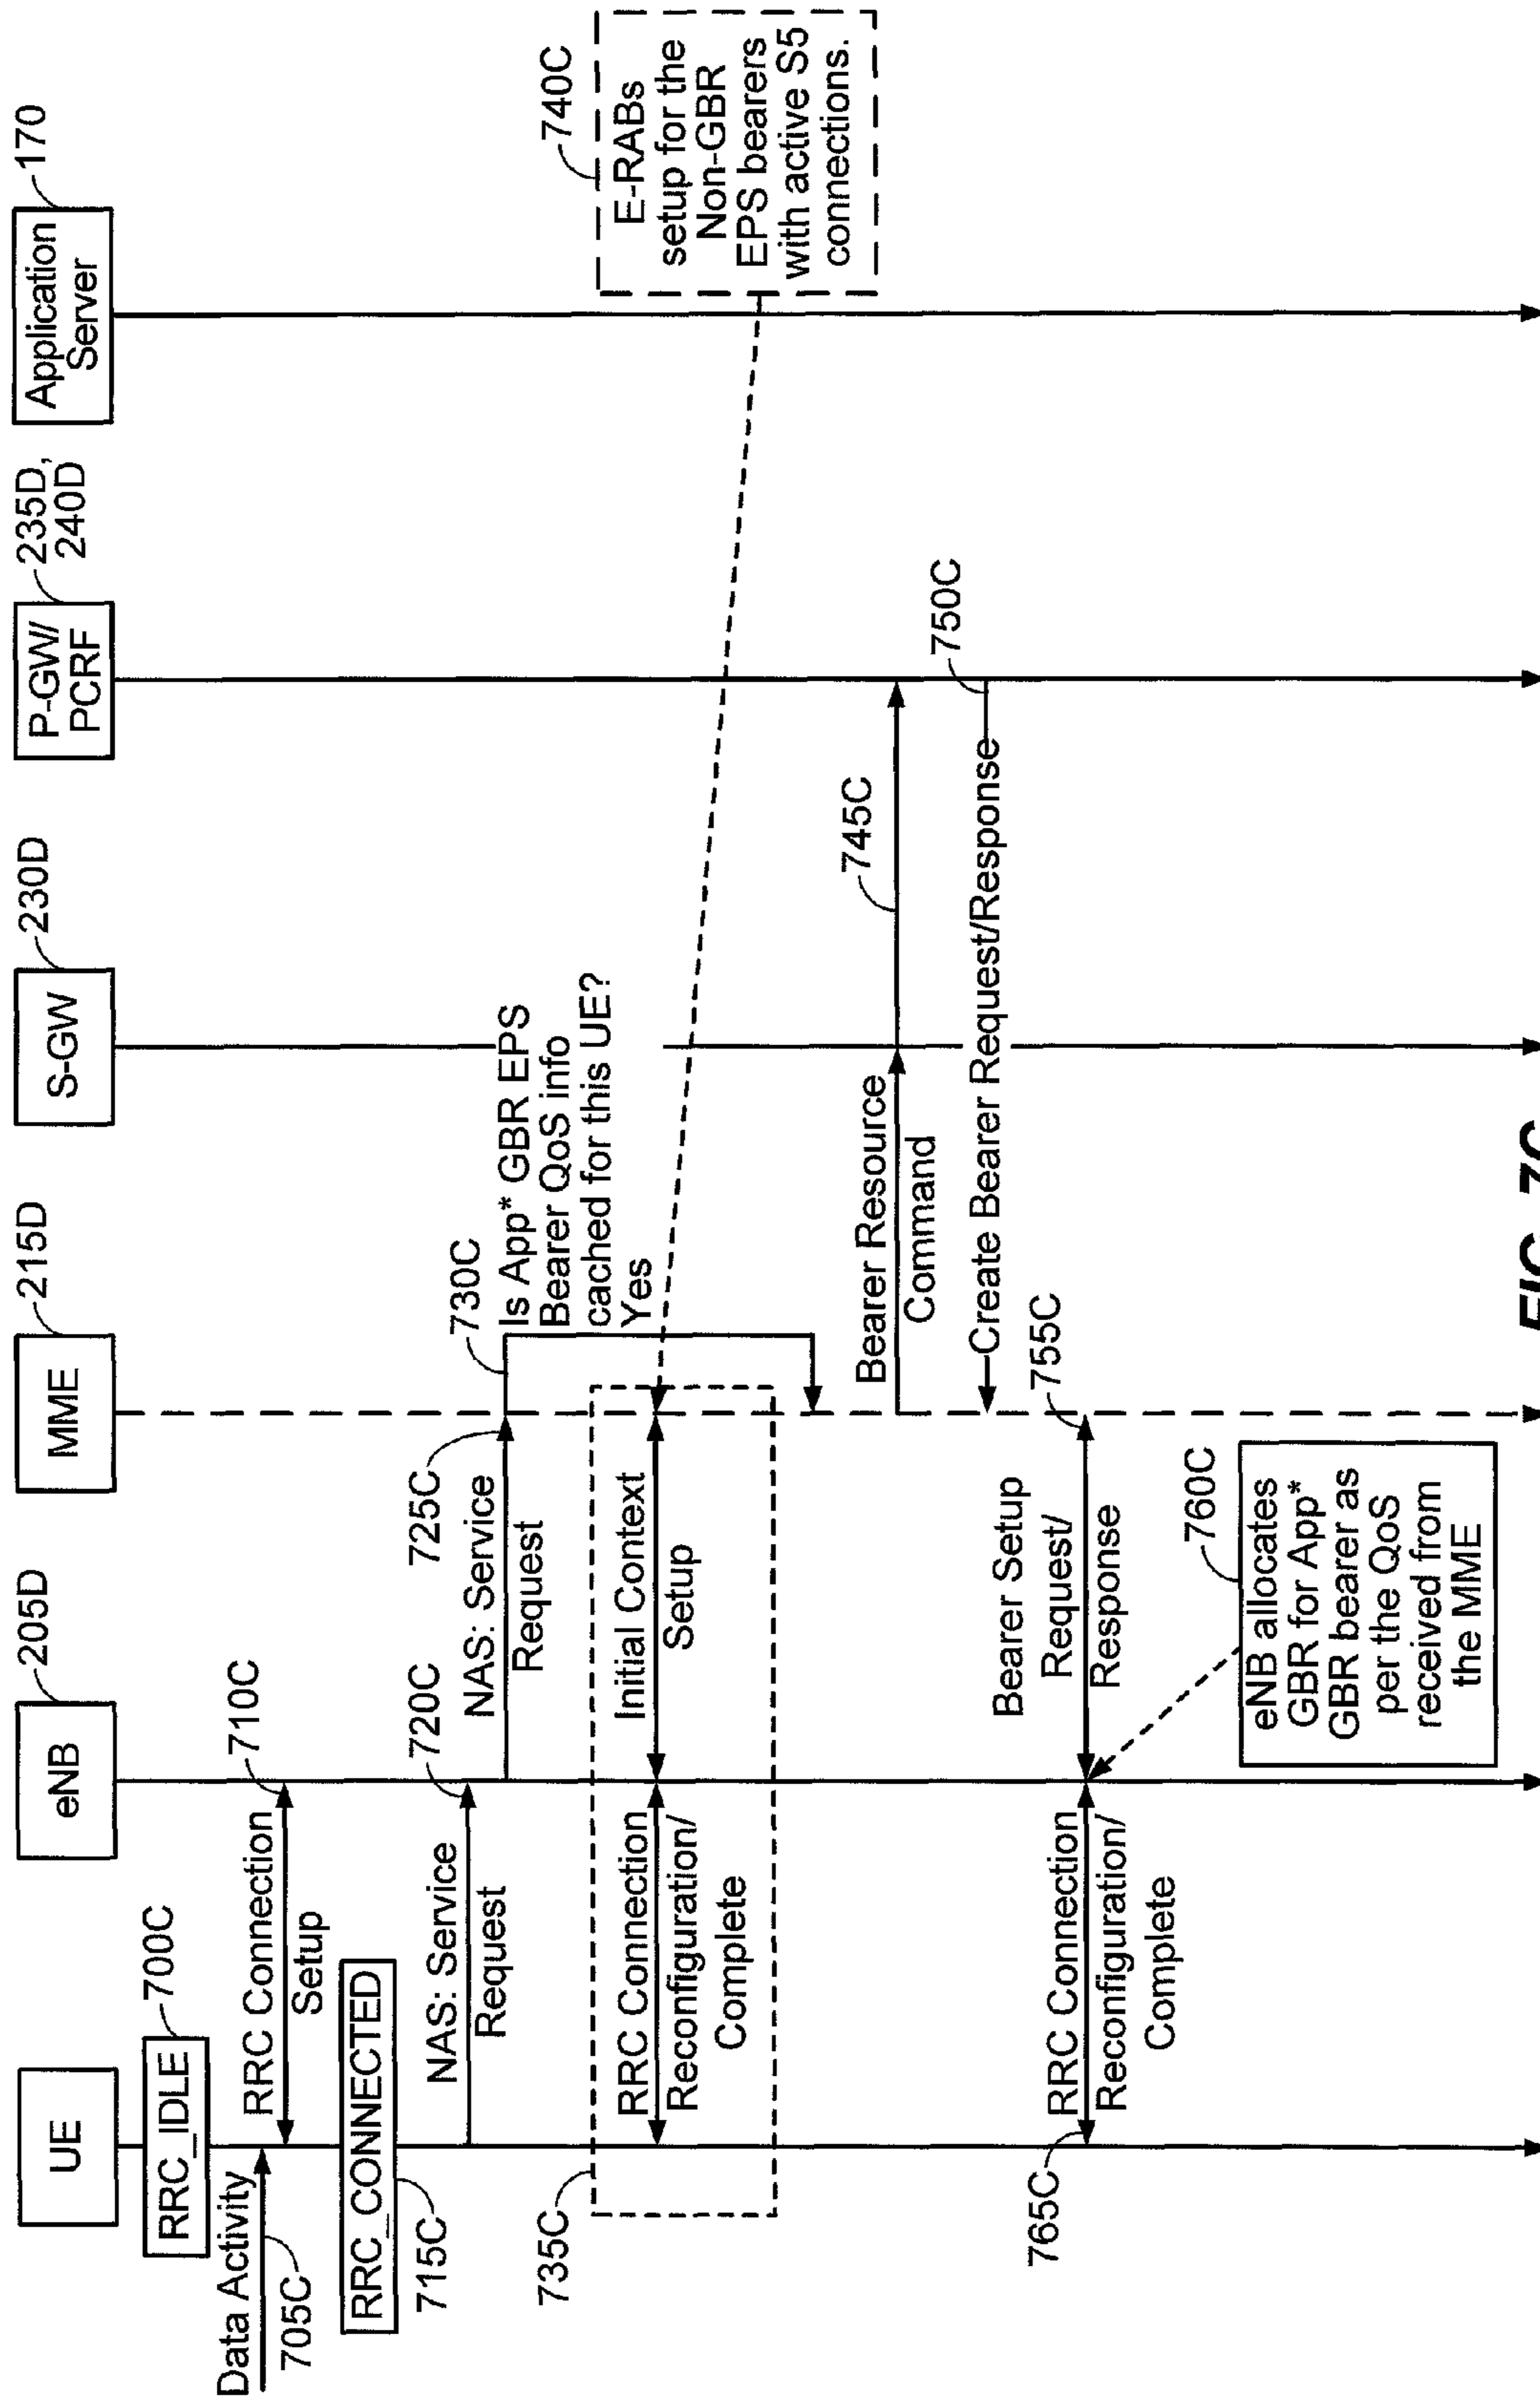 UE
eNB
205D
MME
215D
S-GW
230D
P-GW/
PCRF
235D,
240D
Application
Server
170
RRC_IDLE
700C
Data Activity
705C
RRC Connection
Setup
710C
RRC_CONNECTED
715C
NAS: Service
Request
720C
NAS: Service
Request
725C
730C
Is App* GBR EPS
Bearer QoS info
cached for this UE?
Yes
735C
RRC Connection
Reconfiguration/
Complete
Initial Context
Setup
740C
E-RABs
setup for the
Non-GBR
EPS bearers
with active S5
connections.
Bearer Resource
Command
745C
Create Bearer Request/Response
750C
Bearer Setup
Request/
Response
755C
760C
eNB allocates
GBR for App*
GBR bearer as
per the QoS
received from
the MME
RRC Connection
Reconfiguration/
Complete
765C
FIG. 7C